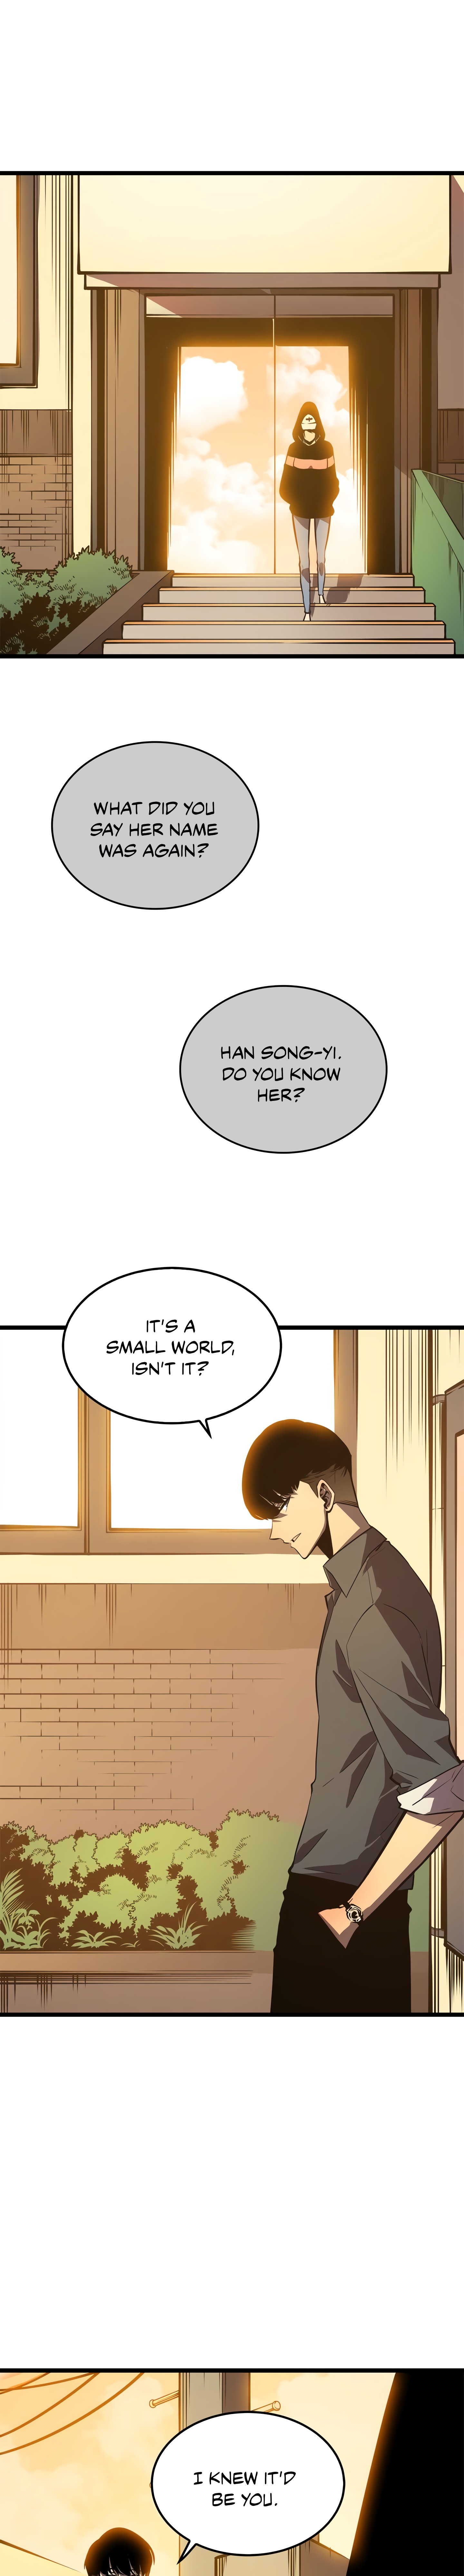 WHAT DID YOU
SAY HER NAME
WAS AGAIN?
HAN SONG-YI.
DO YOU KNOW
HER?
IT'S A
SMALL WORLD,
ISN'T IT?
I KNEW IT'D
BE YOU.